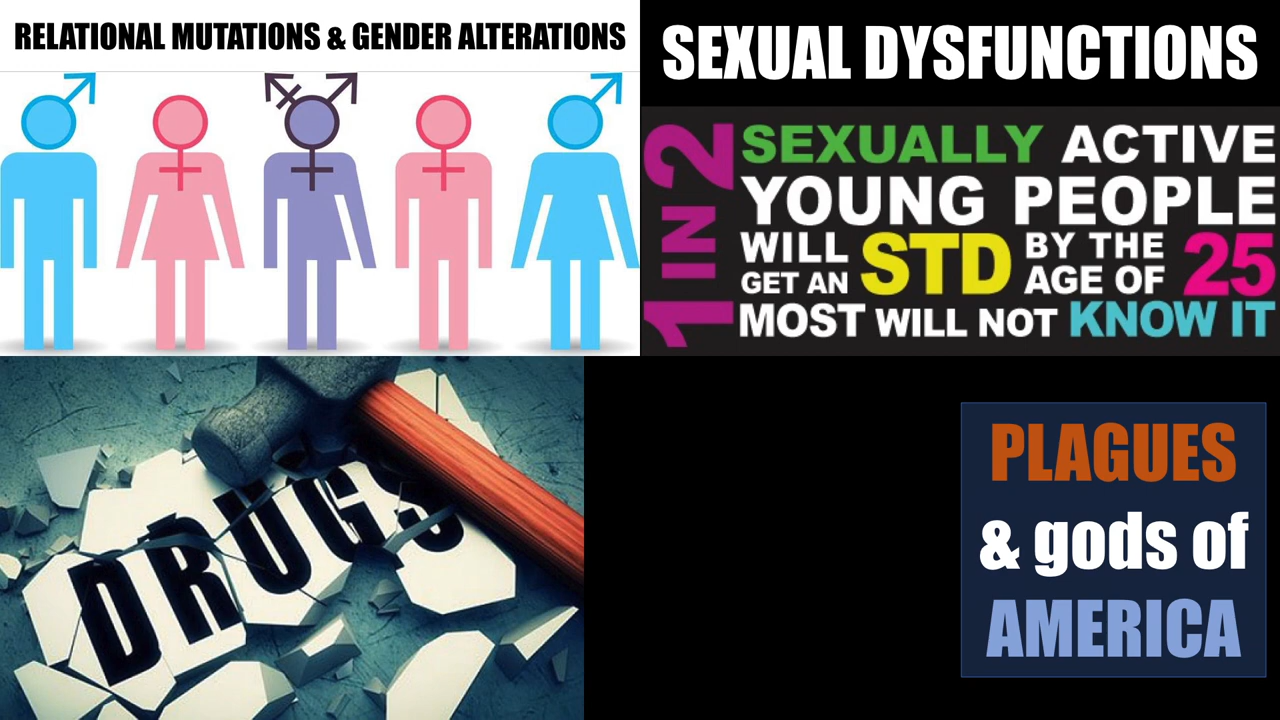 RELATIONAL MUTATIONS & GENDER ALTERATIONS
SEXUAL DYSFUNCTIONS
1 IN 2
SEXUALLY ACTIVE
YOUNG PEOPLE
WILL GET AN STD BY THE AGE OF 25
MOST WILL NOT KNOW IT
DRUGS
PLAGUES
& gods of
AMERICA